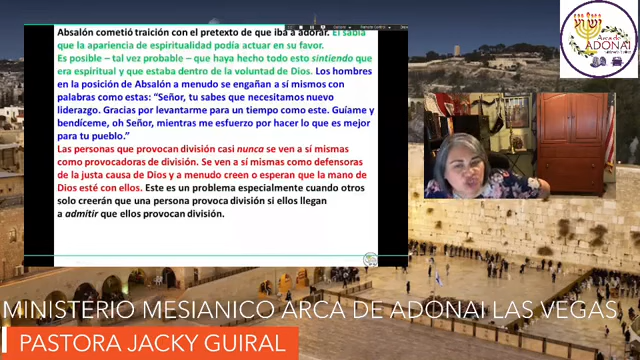 Absalón cometió traición con el pretexto de que iba a adorar. El sabía
que la apariencia de espiritualidad podía actuar en su favor.
Es posible – tal vez probable – que haya hecho todo esto sintiendo que
era espiritual y que estaba dentro de la voluntad de Dios. Los hombres
en la posición de Absalón a menudo se engañan a sí mismos con
palabras como estas: “Señor, tu sabes que necesitamos nuevo
liderazgo. Gracias por levantarme para un tiempo como este. Guíame y
bendíceme, oh Señor, mientras me esfuerzo por hacer lo que es mejor
para tu pueblo.”
Las personas que provocan división casi nunca se ven a sí mismas
como provocadoras de división. Se ven a sí mismas como defensoras
de la justa causa de Dios y a menudo creen o esperan que la mano de
Dios esté con ellos. Este es un problema especialmente cuando otros
solo creerán que una persona provoca división si ellos llegan
a admitir que ellos provocan división.
Arca de
ADONAI
MINISTERIO MESIANICO ARCA DE ADONAI LAS VEGAS
PASTORA JACKY GUIRAL